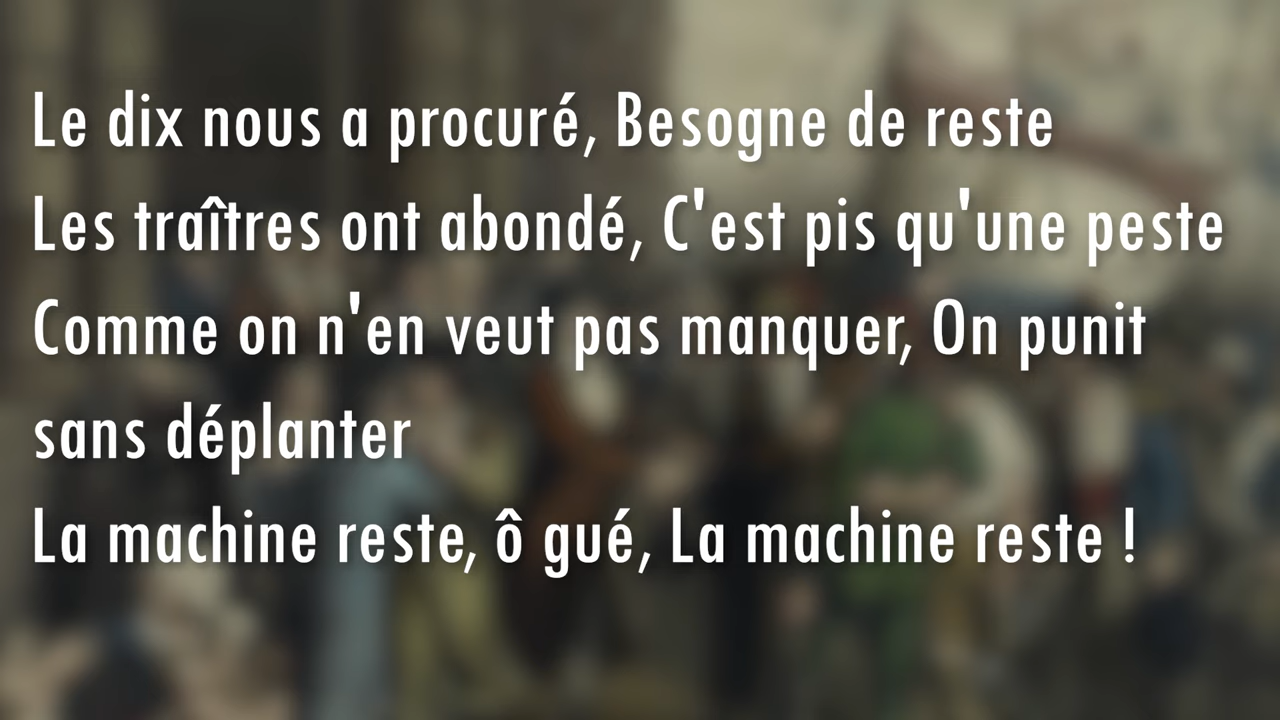 Le dix nous a procuré, Besogne de reste
Les traîtres ont abondé, C'est pis qu'une peste
Comme on n'en veut pas manquer, On punit
sans déplanter
La machine reste, ô gué, La machine reste !